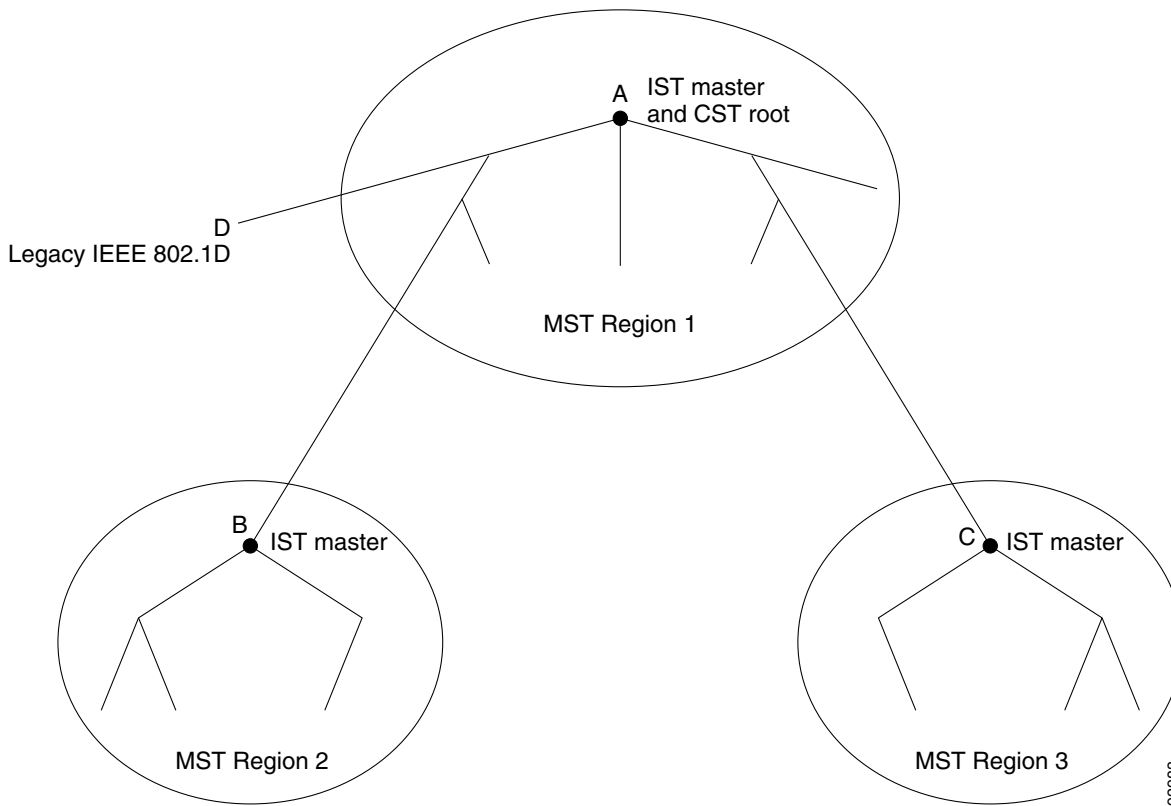 A
IST master
and CST root
D
Legacy IEEE 802.1D
MST Region 1
B
IST master
C
IST master
MST Region 2
MST Region 3